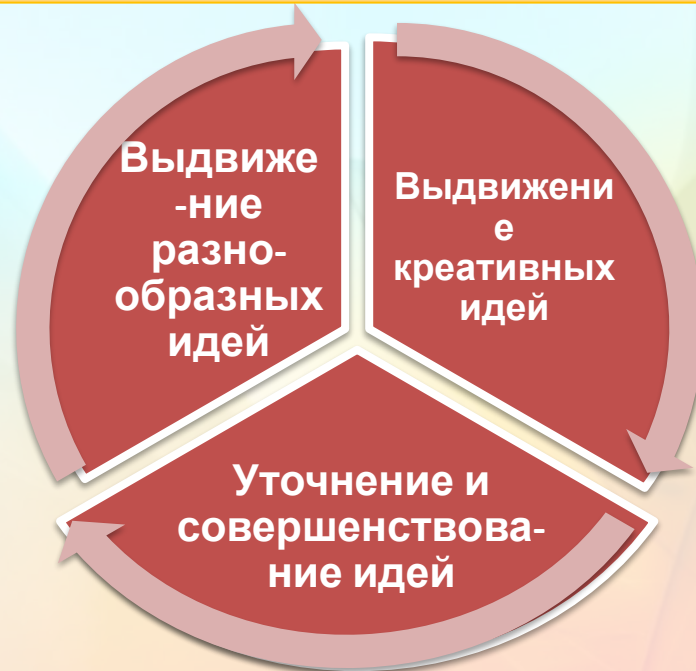 Выдвиже
-ние
разно-
образных
идей
Выдвижени
е
креативных
идей
Уточнение и
совершенствова-
ние идей